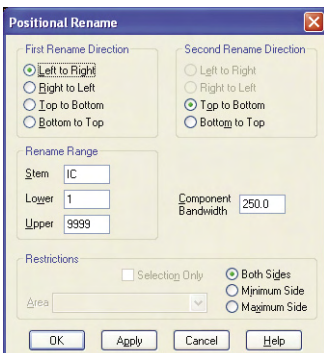 Positional Rename
First Rename Direction
Left to Right
Right to Left
Top to Bottom
Bottom to Top
Second Rename Direction
Left to Right
Right to Left
Top to Bottom
Bottom to Top
Rename Range
Stem IC
Lower 1
Upper 9999
Component Bandwidth 250.0
Restrictions
Selection Only
Area
Both Sides
Minimum Side
Maximum Side
OK Apply Cancel Help